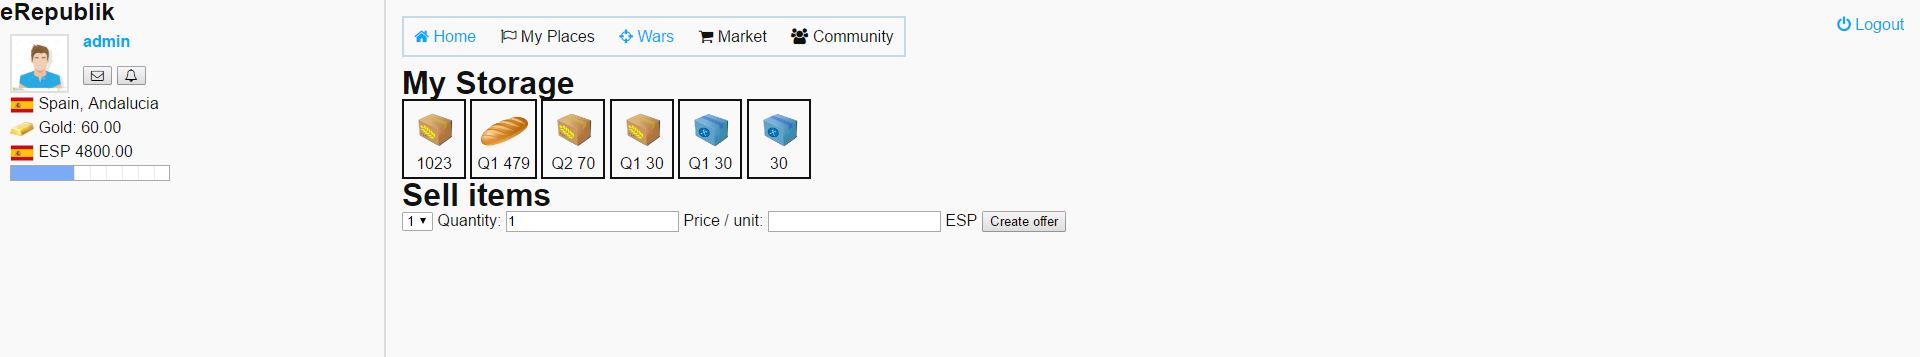 eRepublik
admin
Spain, Andalucia
Gold: 60.00
ESP 4800.00
Home My Places Wars Market Community
Logout
My Storage
1023 Q1 479 Q2 70 Q1 30 Q1 30 30
Sell items
1 Quantity: 1 Price / unit: ESP Create offer